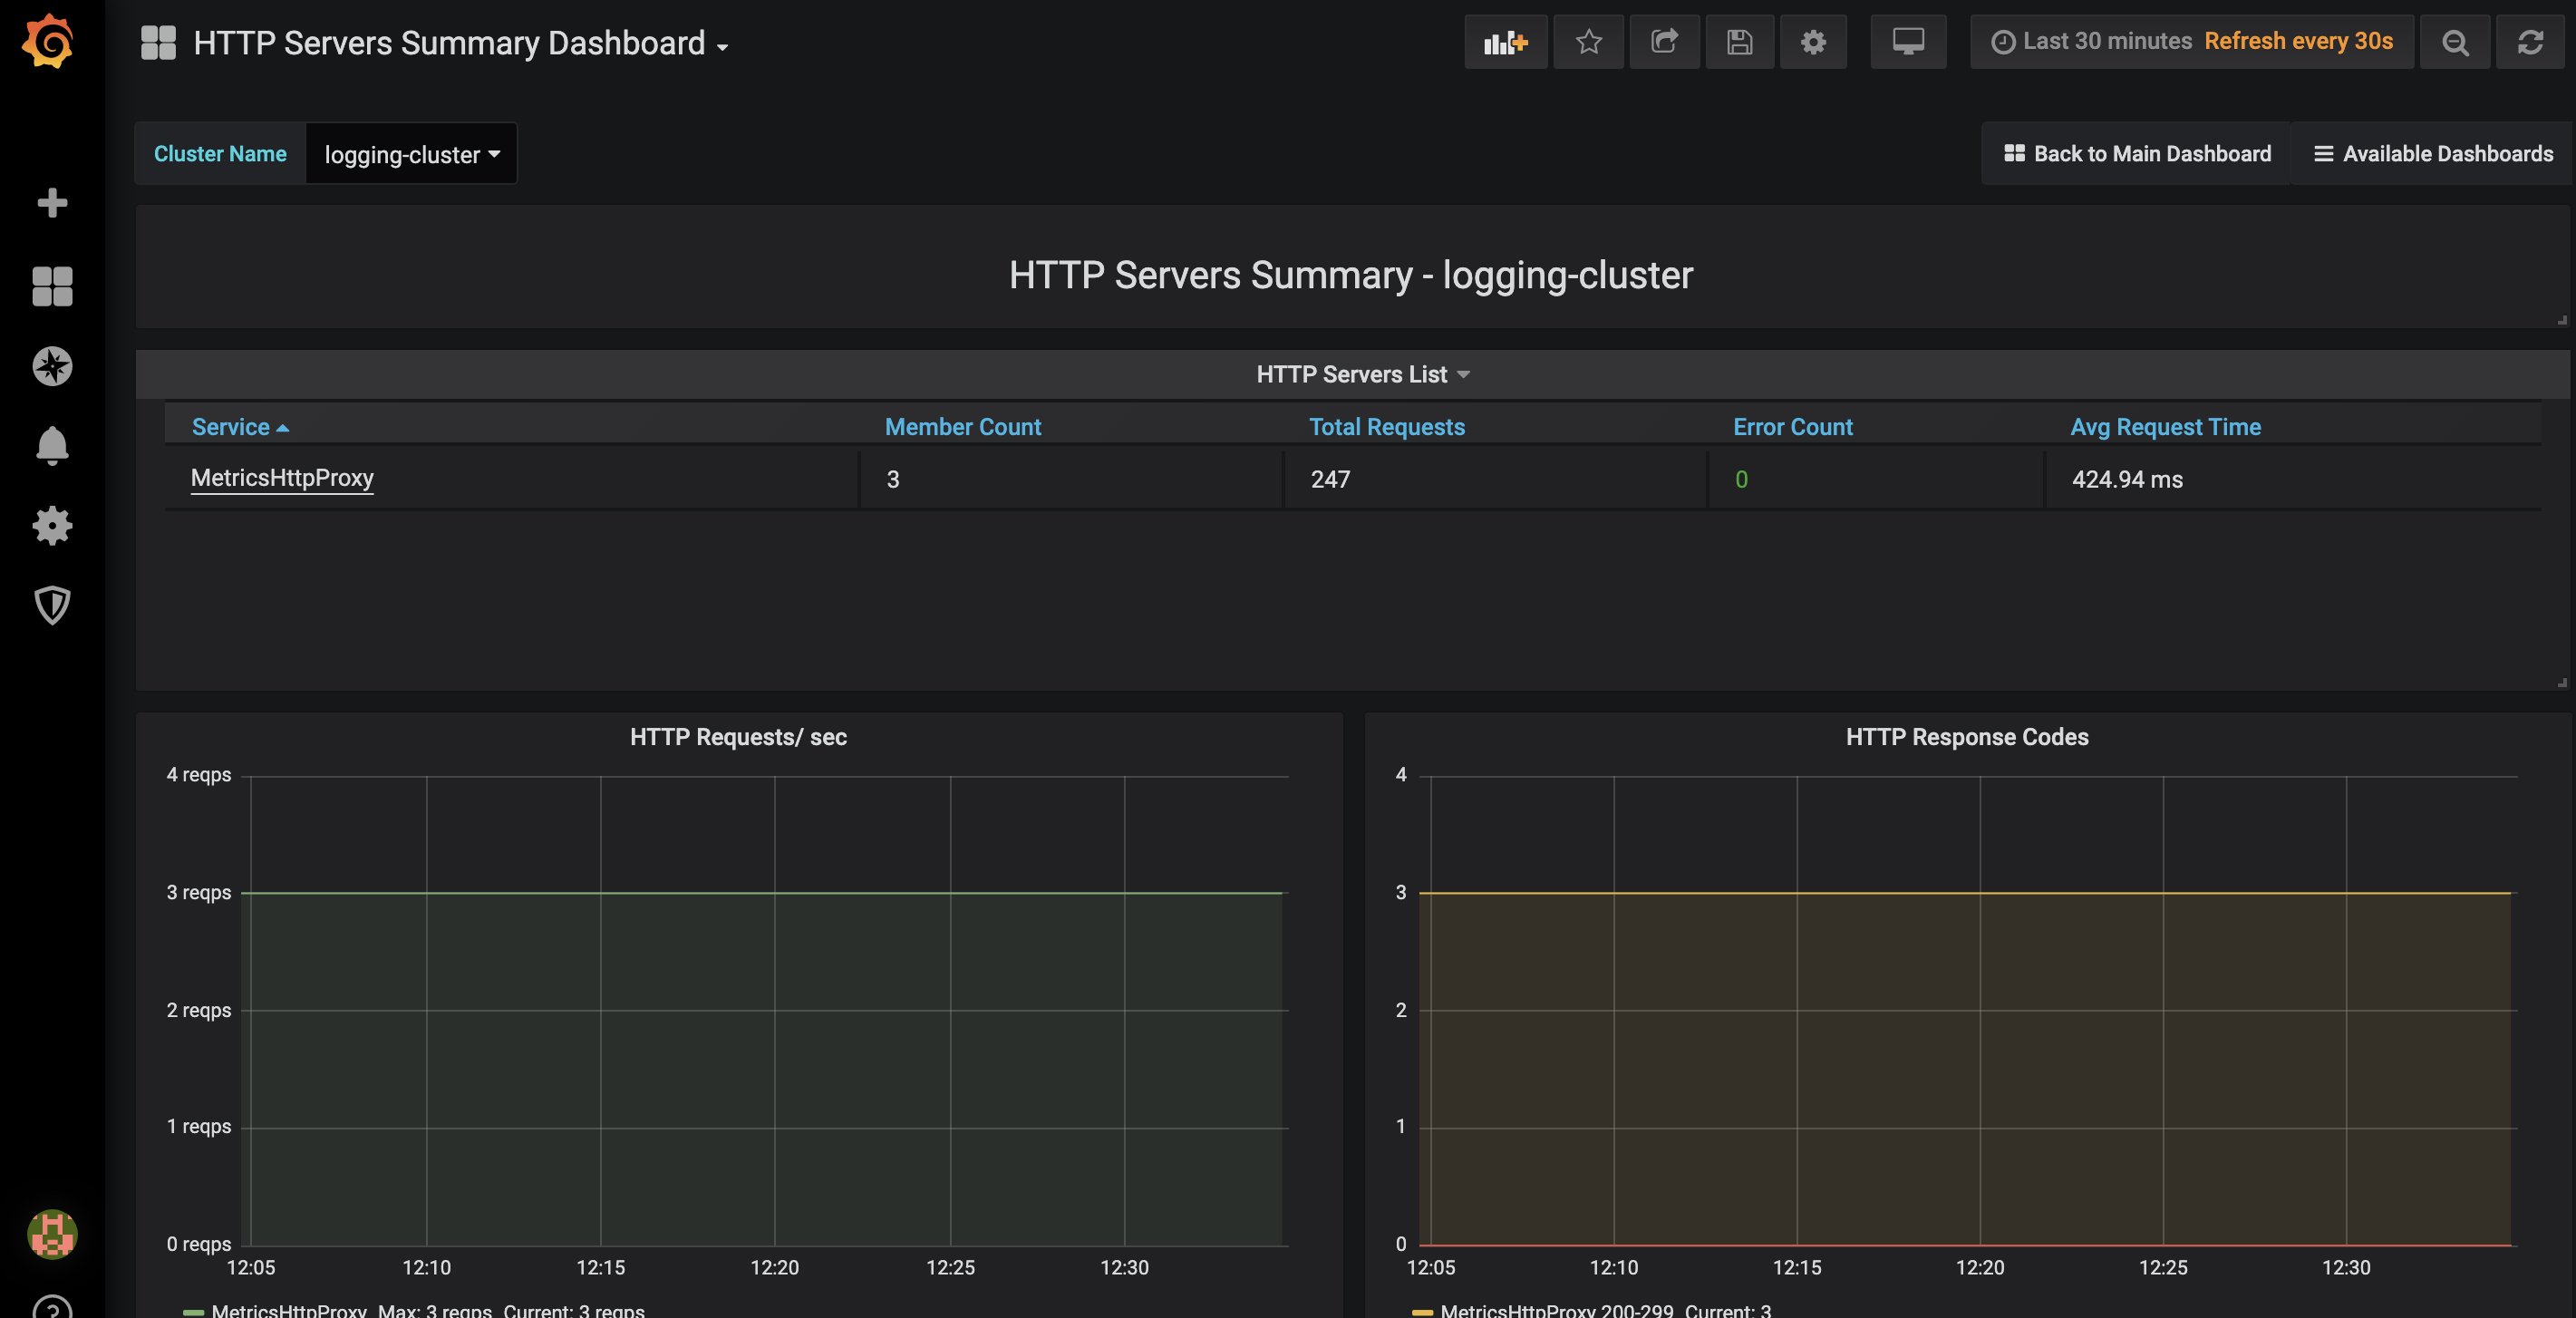 HTTP Servers Summary Dashboard
Last 30 minutes Refresh every 30s
Cluster Name logging-cluster
Back to Main Dashboard
Available Dashboards
HTTP Servers Summary - logging-cluster
HTTP Servers List
Service Member Count Total Requests Error Count Avg Request Time
MetricsHttpProxy 3 247 0 424.94 ms
HTTP Requests/ sec
4 reqps
3 reqps
2 reqps
1 reqps
0 reqps
12:05 12:10 12:15 12:20 12:25 12:30
MetricsHttpProxy Max: 3 reqps Current: 3 reqps
HTTP Response Codes
4
3
2
1
0
12:05 12:10 12:15 12:20 12:25 12:30
MetricsHttpProxy 200-299 Current: 3